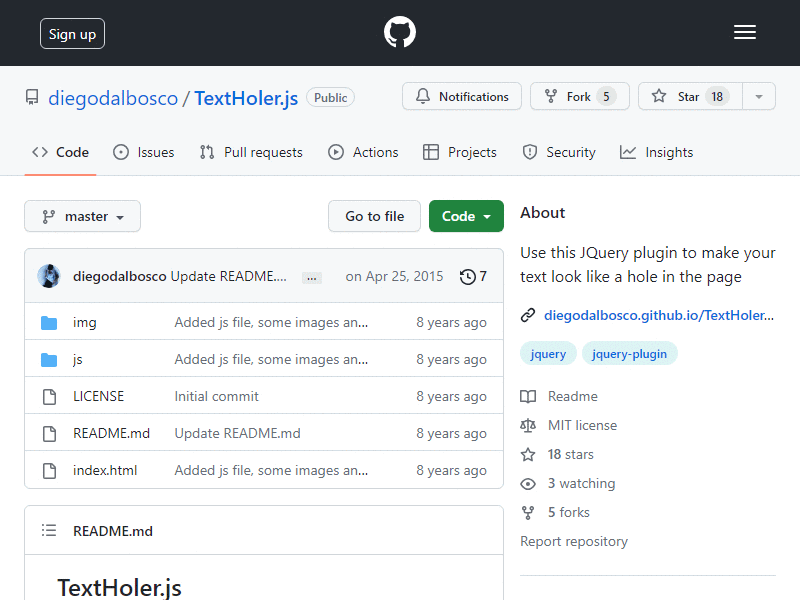 Sign up
diegodalbosco / TextHoler.js Public
Notifications
Fork 5
Star 18
Code
Issues
Pull requests
Actions
Projects
Security
Insights
master
Go to file
Code
diegodalbosco Update README.... ... on Apr 25, 2015 7
img Added js file, some images an... 8 years ago
js Added js file, some images an... 8 years ago
LICENSE Initial commit 8 years ago
README.md Update README.md 8 years ago
index.html Added js file, some images an... 8 years ago
README.md
TextHoler.js
About
Use this JQuery plugin to make your
text look like a hole in the page
diegodalbosco.github.io/TextHoler...
jquery jquery-plugin
Readme
MIT license
18 stars
3 watching
5 forks
Report repository